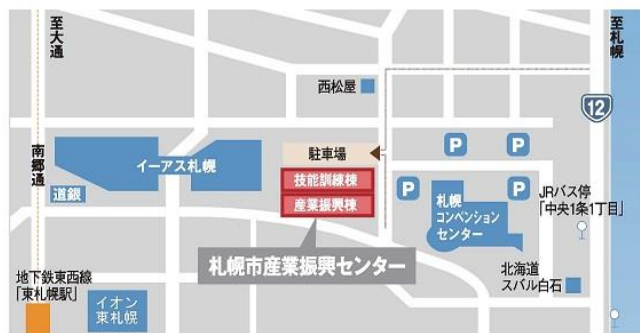 至大通
至札幌
西松屋
12
南郷通
イーアス札幌
駐車場
P
P
道銀
技能訓練棟
産業振興棟
P
P
札幌
コンベンション
センター
JRバス停
「中央1条1丁目」
札幌市産業振興センター
地下鉄東西線
「東札幌駅」
イオン
東札幌
北海道
スバル白石